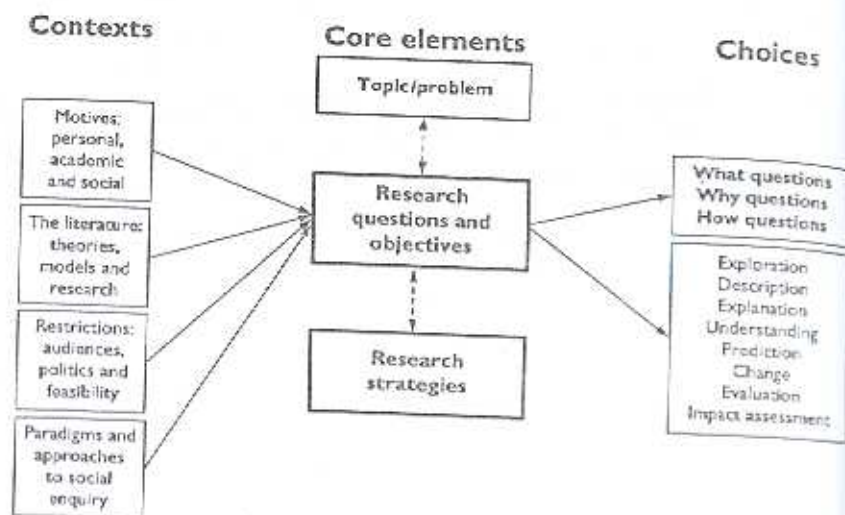 Contexts
Motives:
personal,
academic
and social
The literature:
theories,
models and
research
Restrictions:
audiences,
politics and
feasibility
Paradigms and
approaches
to social
enquiry
Core elements
Topic/problem
Research
questions and
objectives
Research
strategies
Choices
What questions
Why questions
How questions
Exploration
Description
Explanation
Understanding
Prediction
Change
Evaluation
Impact assessment